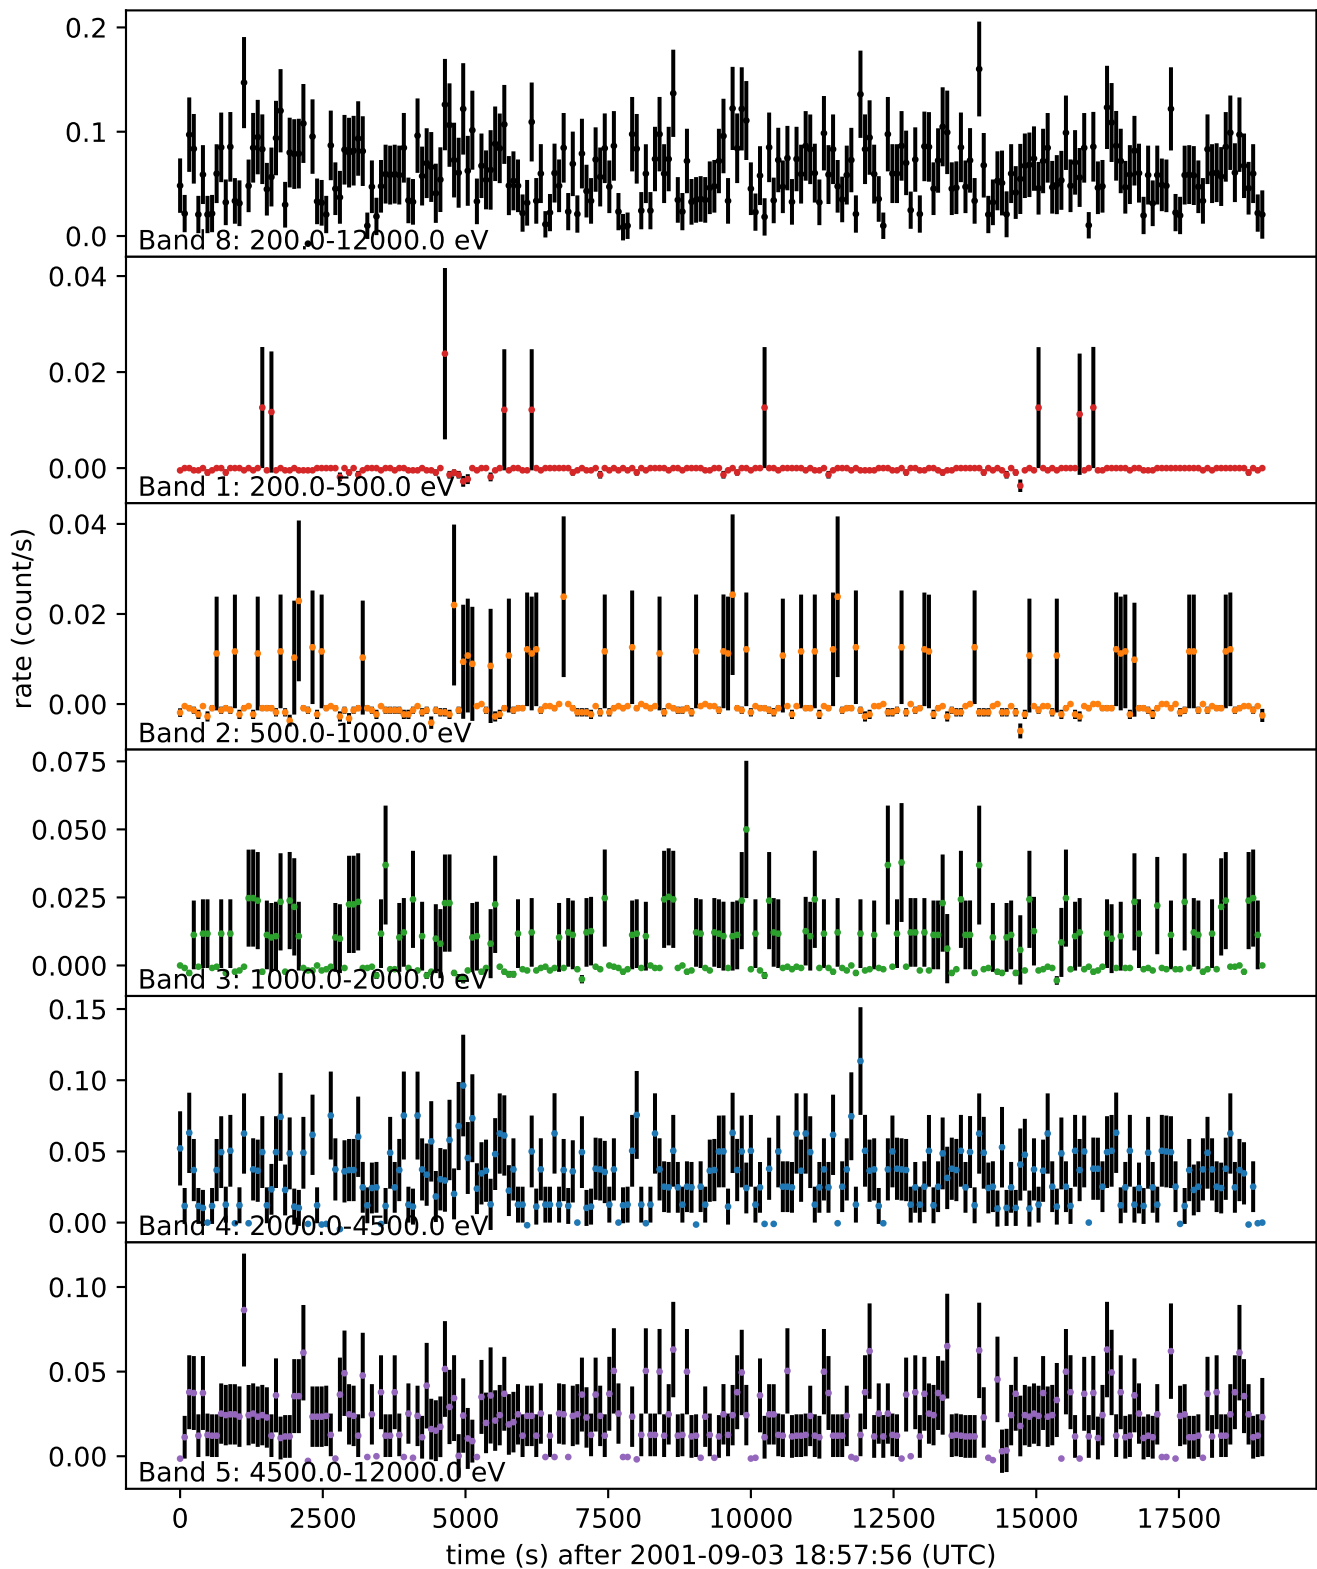 0.2
0.1
0.0
Band 8: 200.0-12000.0 eV
0.04
0.02
0.00
Band 1: 200.0-500.0 eV
0.04
0.02
0.00
Band 2: 500.0-1000.0 eV
rate (count/s)
0.075
0.050
0.025
0.000
Band 3: 1000.0-2000.0 eV
0.15
0.10
0.05
0.00
Band 4: 2000.0-4500.0 eV
0.10
0.05
0.00
Band 5: 4500.0-12000.0 eV
0 2500 5000 7500 10000 12500 15000 17500
time (s) after 2001-09-03 18:57:56 (UTC)